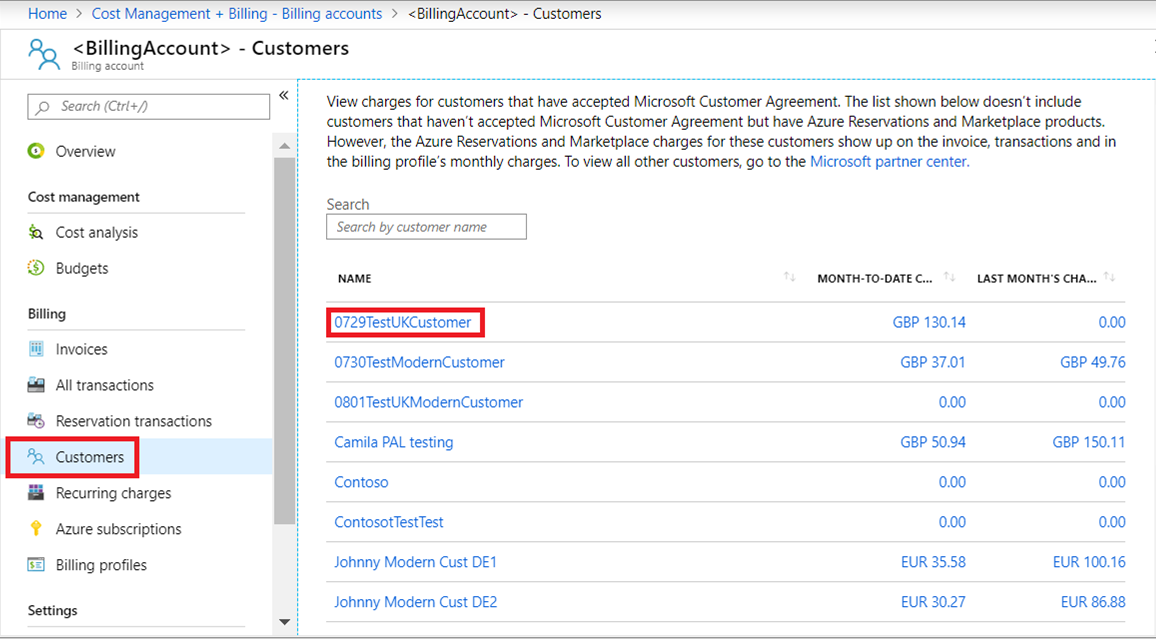 Home > Cost Management + Billing - Billing accounts > <BillingAccount> - Customers
<BillingAccount> - Customers
Billing account
Search (Ctrl+/)
«
Overview
Cost management
Cost analysis
Budgets
Billing
Invoices
All transactions
Reservation transactions
Customers
Recurring charges
Azure subscriptions
Billing profiles
Settings
View charges for customers that have accepted Microsoft Customer Agreement. The list shown below doesn't include
customers that haven't accepted Microsoft Customer Agreement but have Azure Reservations and Marketplace products.
However, the Azure Reservations and Marketplace charges for these customers show up on the invoice, transactions and in
the billing profile's monthly charges. To view all other customers, go to the Microsoft partner center.
Search
Search by customer name
NAME MONTH-TO-DATE C... LAST MONTH'S CHA...
0729TestUKCustomer GBP 130.14 0.00
0730TestModernCustomer GBP 37.01 GBP 49.76
0801TestUKModernCustomer 0.00 0.00
Camila PAL testing GBP 50.94 GBP 150.11
Contoso 0.00 0.00
ContosotTestTest 0.00 0.00
Johnny Modern Cust DE1 EUR 35.58 EUR 100.16
Johnny Modern Cust DE2 EUR 30.27 EUR 86.88